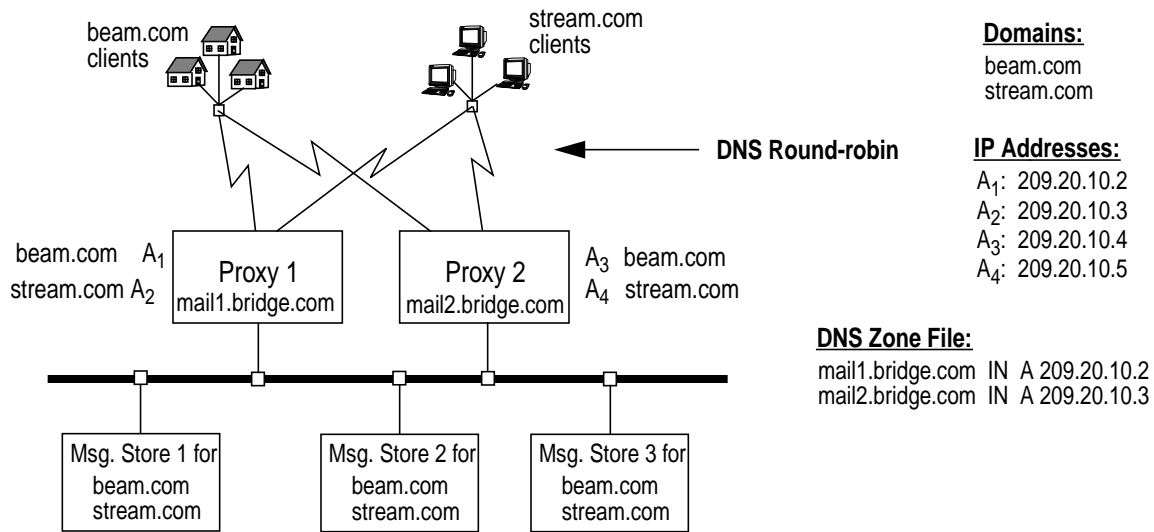 beam.com
clients
stream.com
clients
Domains:
beam.com
stream.com
DNS Round-robin
IP Addresses:
A1: 209.20.10.2
A2: 209.20.10.3
A3: 209.20.10.4
A4: 209.20.10.5
beam.com A1
stream.com A2
Proxy 1
mail1.bridge.com
Proxy 2
mail2.bridge.com
A3 beam.com
A4 stream.com
DNS Zone File:
mail1.bridge.com IN A 209.20.10.2
mail2.bridge.com IN A 209.20.10.3
Msg. Store 1 for
beam.com
stream.com
Msg. Store 2 for
beam.com
stream.com
Msg. Store 3 for
beam.com
stream.com